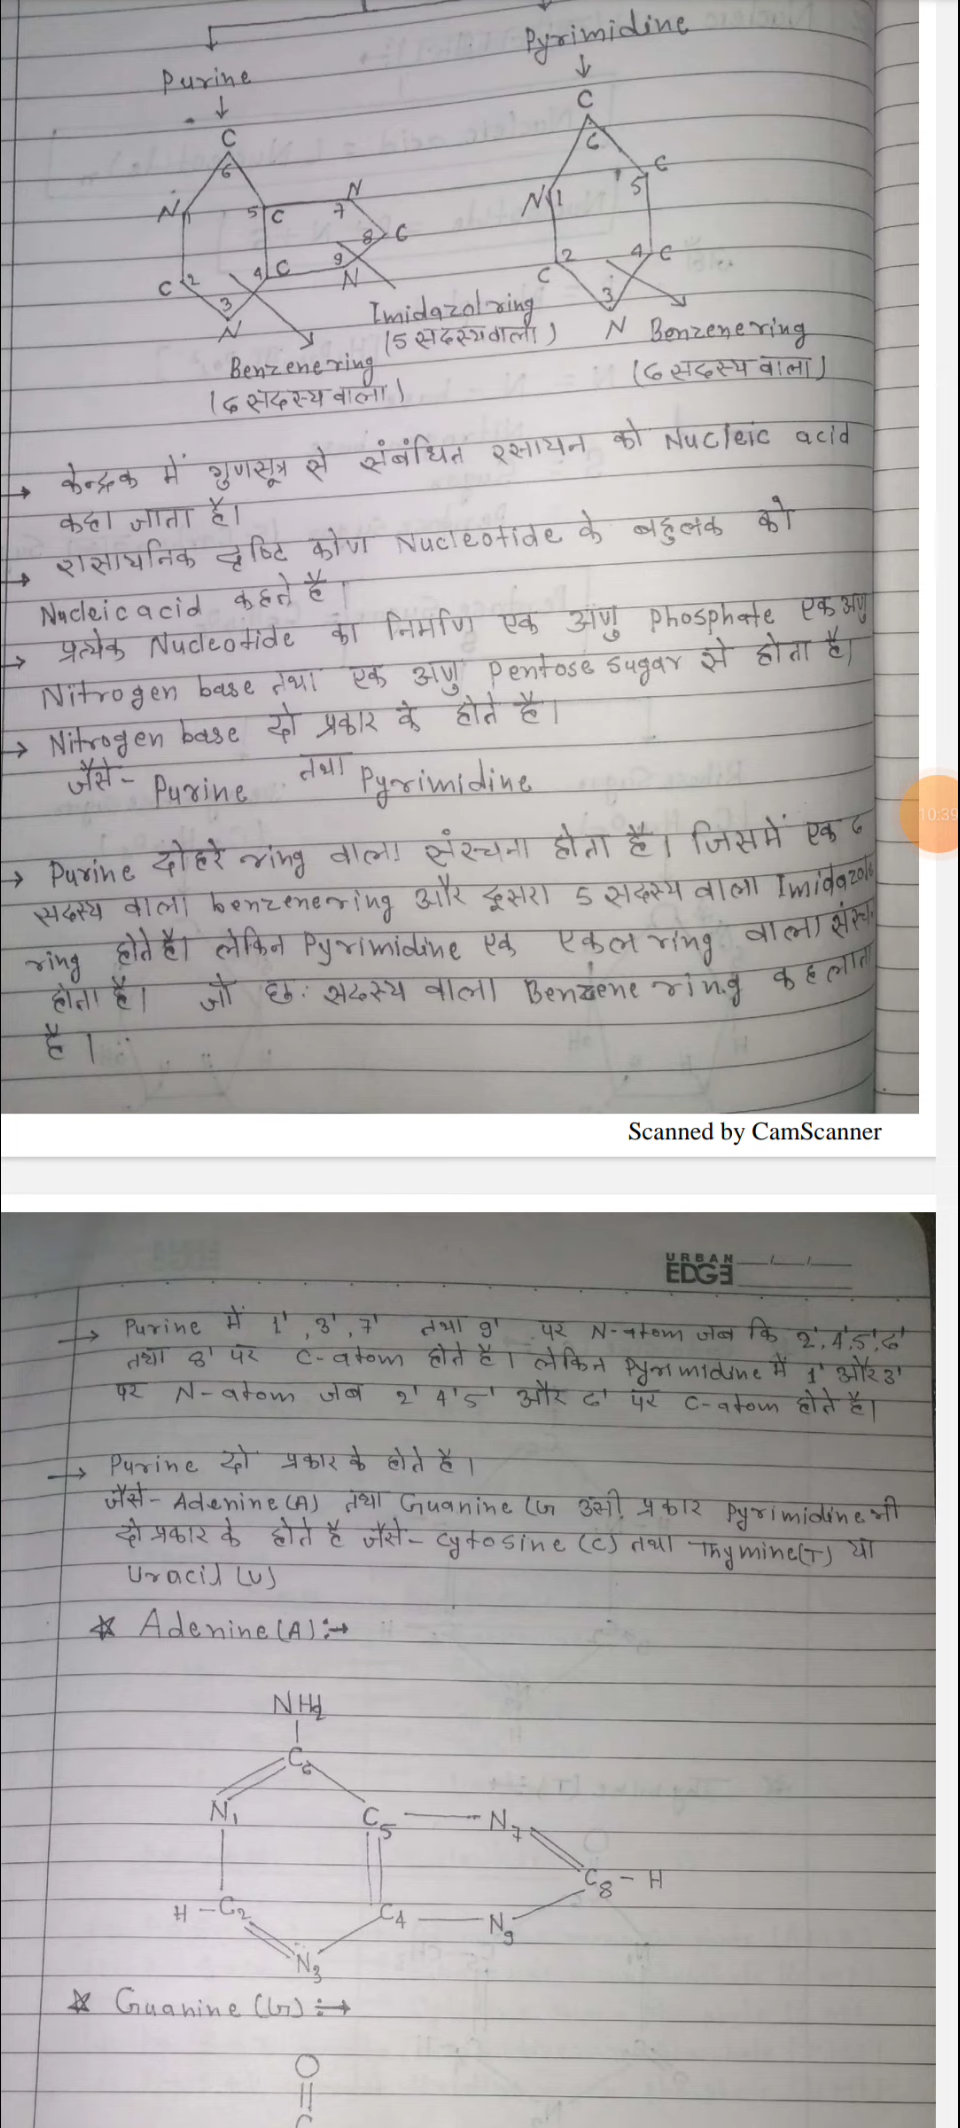 Purine
Pyrimidine
C
6
N 1
5 C
N
7
8 C
9
N
4 C
C 2
3
N
Imidazol ring
(5 सदस्य वाला)
Benzene ring
(6 सदस्य वाला)
C
6
C
5
N 1
2
C
4 C
3
N
Benzene ring
(6 सदस्य वाला)
→ केन्द्रक में गुणसूत्र से संबंधित रसायन को Nucleic acid
कहा जाता है।
→ रासायनिक दृष्टि कोण Nucleotide के बहुलक को
Nucleic acid कहते है।
→ प्रत्येक Nucleotide का निर्माण एक अणु phosphate एक अणु
Nitrogen base तथा एक अणु pentose sugar से होता है।
→ Nitrogen base दो प्रकार के होते है।
जैसे- Purine तथा Pyrimidine
→ Purine दोहरे ring वाला संरचना होता है। जिसमें एक 6
सदस्य वाला benzenering और दूसरा 5 सदस्य वाला Imidazole
ring होते है। लेकिन Pyrimidine एक एकल ring वाला
होता है। जो छः सदस्य वाला Benzene ring कहलाता
है।
Scanned by CamScanner
10:39
URBAN
EDGE
→ Purine में 1', 3', 7' तथा 9' पर N-atom जब कि 2',4',5',6'
तथा 8' पर C-atom होते है। लेकिन Pyrimidine में 1' और 3'
पर N-atom जब 2' 4' 5' और 6' पर C-atom होते है।
→ Purine दो प्रकार के होते है।
जैसे- Adenine (A) तथा Guanine (G उसी प्रकार Pyrimidine भी
दो प्रकार के होते है जैसे- Cytosine (C) तथा Thymine(T) या
Uracil (U)
* Adenine (A) :→
NH2
C6
N1
C5 N7
C8 - H
H - C2
C4 N9
N3
* Guanine (G) :→
O
C